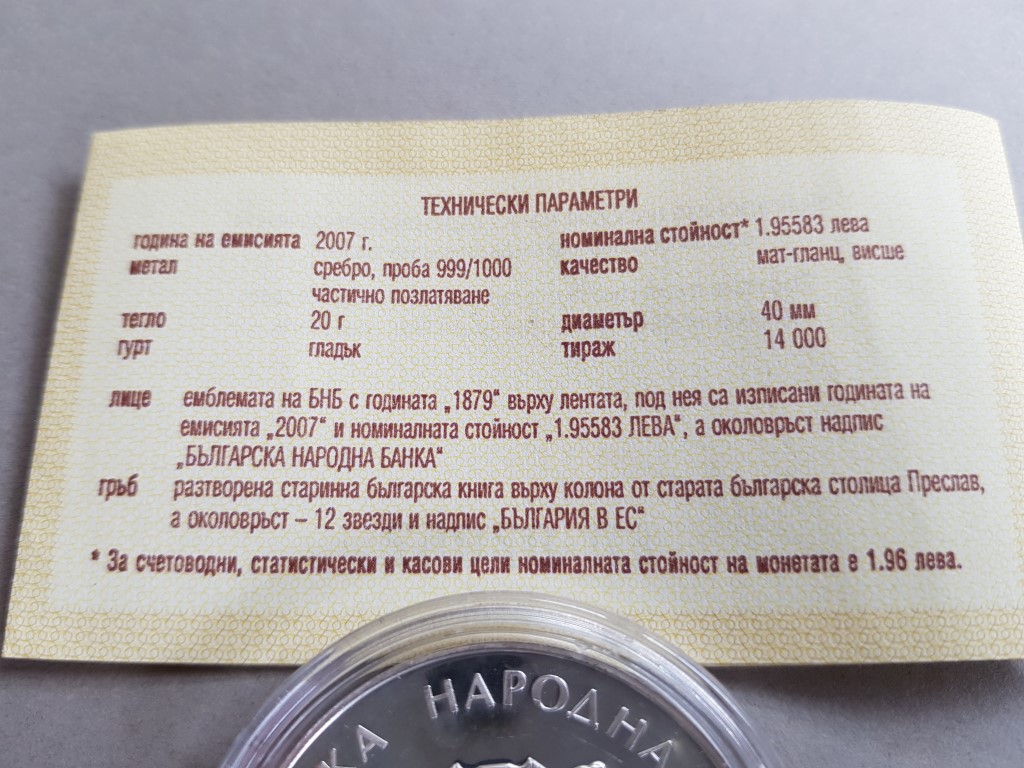 ТЕХНИЧЕСКИ ПАРАМЕТРИ
година на емисията 2007 г. номинална стойност* 1.95583 лева
метал сребро, проба 999/1000 качество мат-гланц, висше
частично позлатяване
тегло 20 г диаметър 40 мм
гурт гладък тираж 14 000
лице емблемата на БНБ с годината „1879“ върху лентата, под нея са изписани годината на
емисията „2007“ и номиналната стойност „1.95583 ЛЕВА“, а околовръст надпис
„БЪЛГАРСКА НАРОДНА БАНКА“
гръб разтворена старинна българска книга върху колона от старата българска столица Преслав,
а околовръст – 12 звезди и надпис „БЪЛГАРИЯ В ЕС“
* За счетоводни, статистически и касови цели номиналната стойност на монетата е 1.96 лева.
КА НАРОДНА